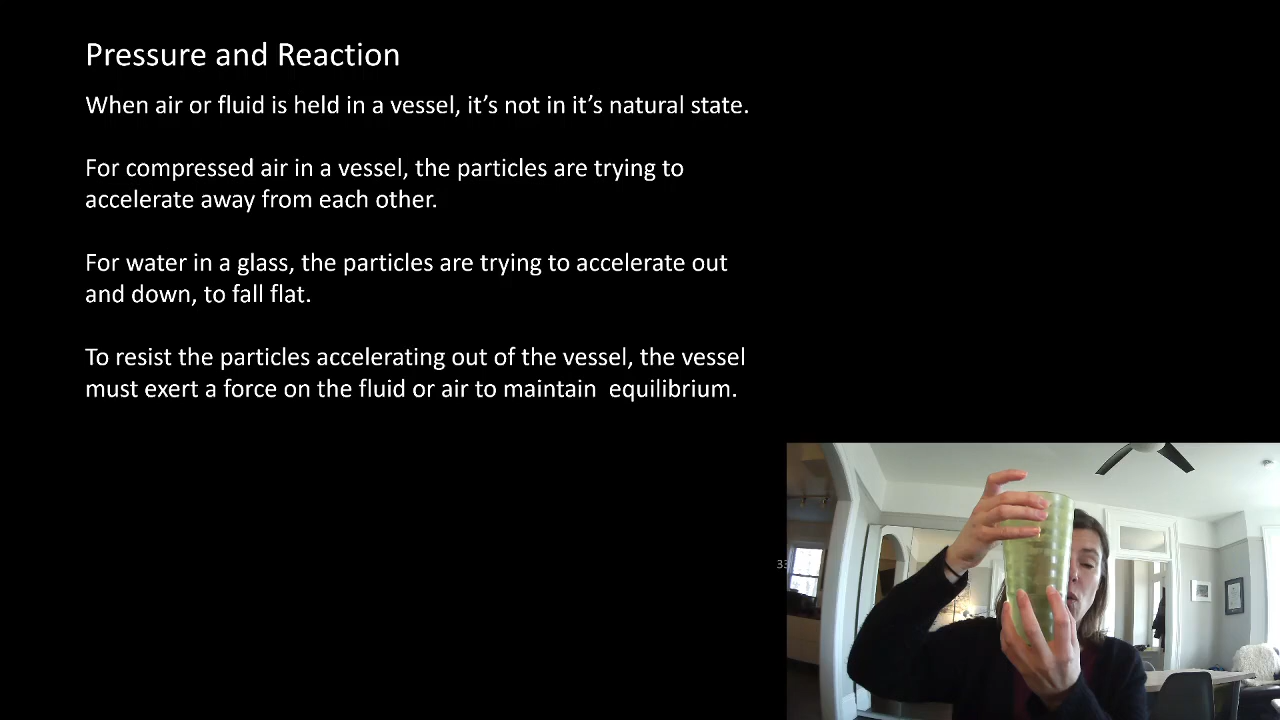 Pressure and Reaction
When air or fluid is held in a vessel, it’s not in it’s natural state.
For compressed air in a vessel, the particles are trying to
accelerate away from each other.
For water in a glass, the particles are trying to accelerate out
and down, to fall flat.
To resist the particles accelerating out of the vessel, the vessel
must exert a force on the fluid or air to maintain  equilibrium.